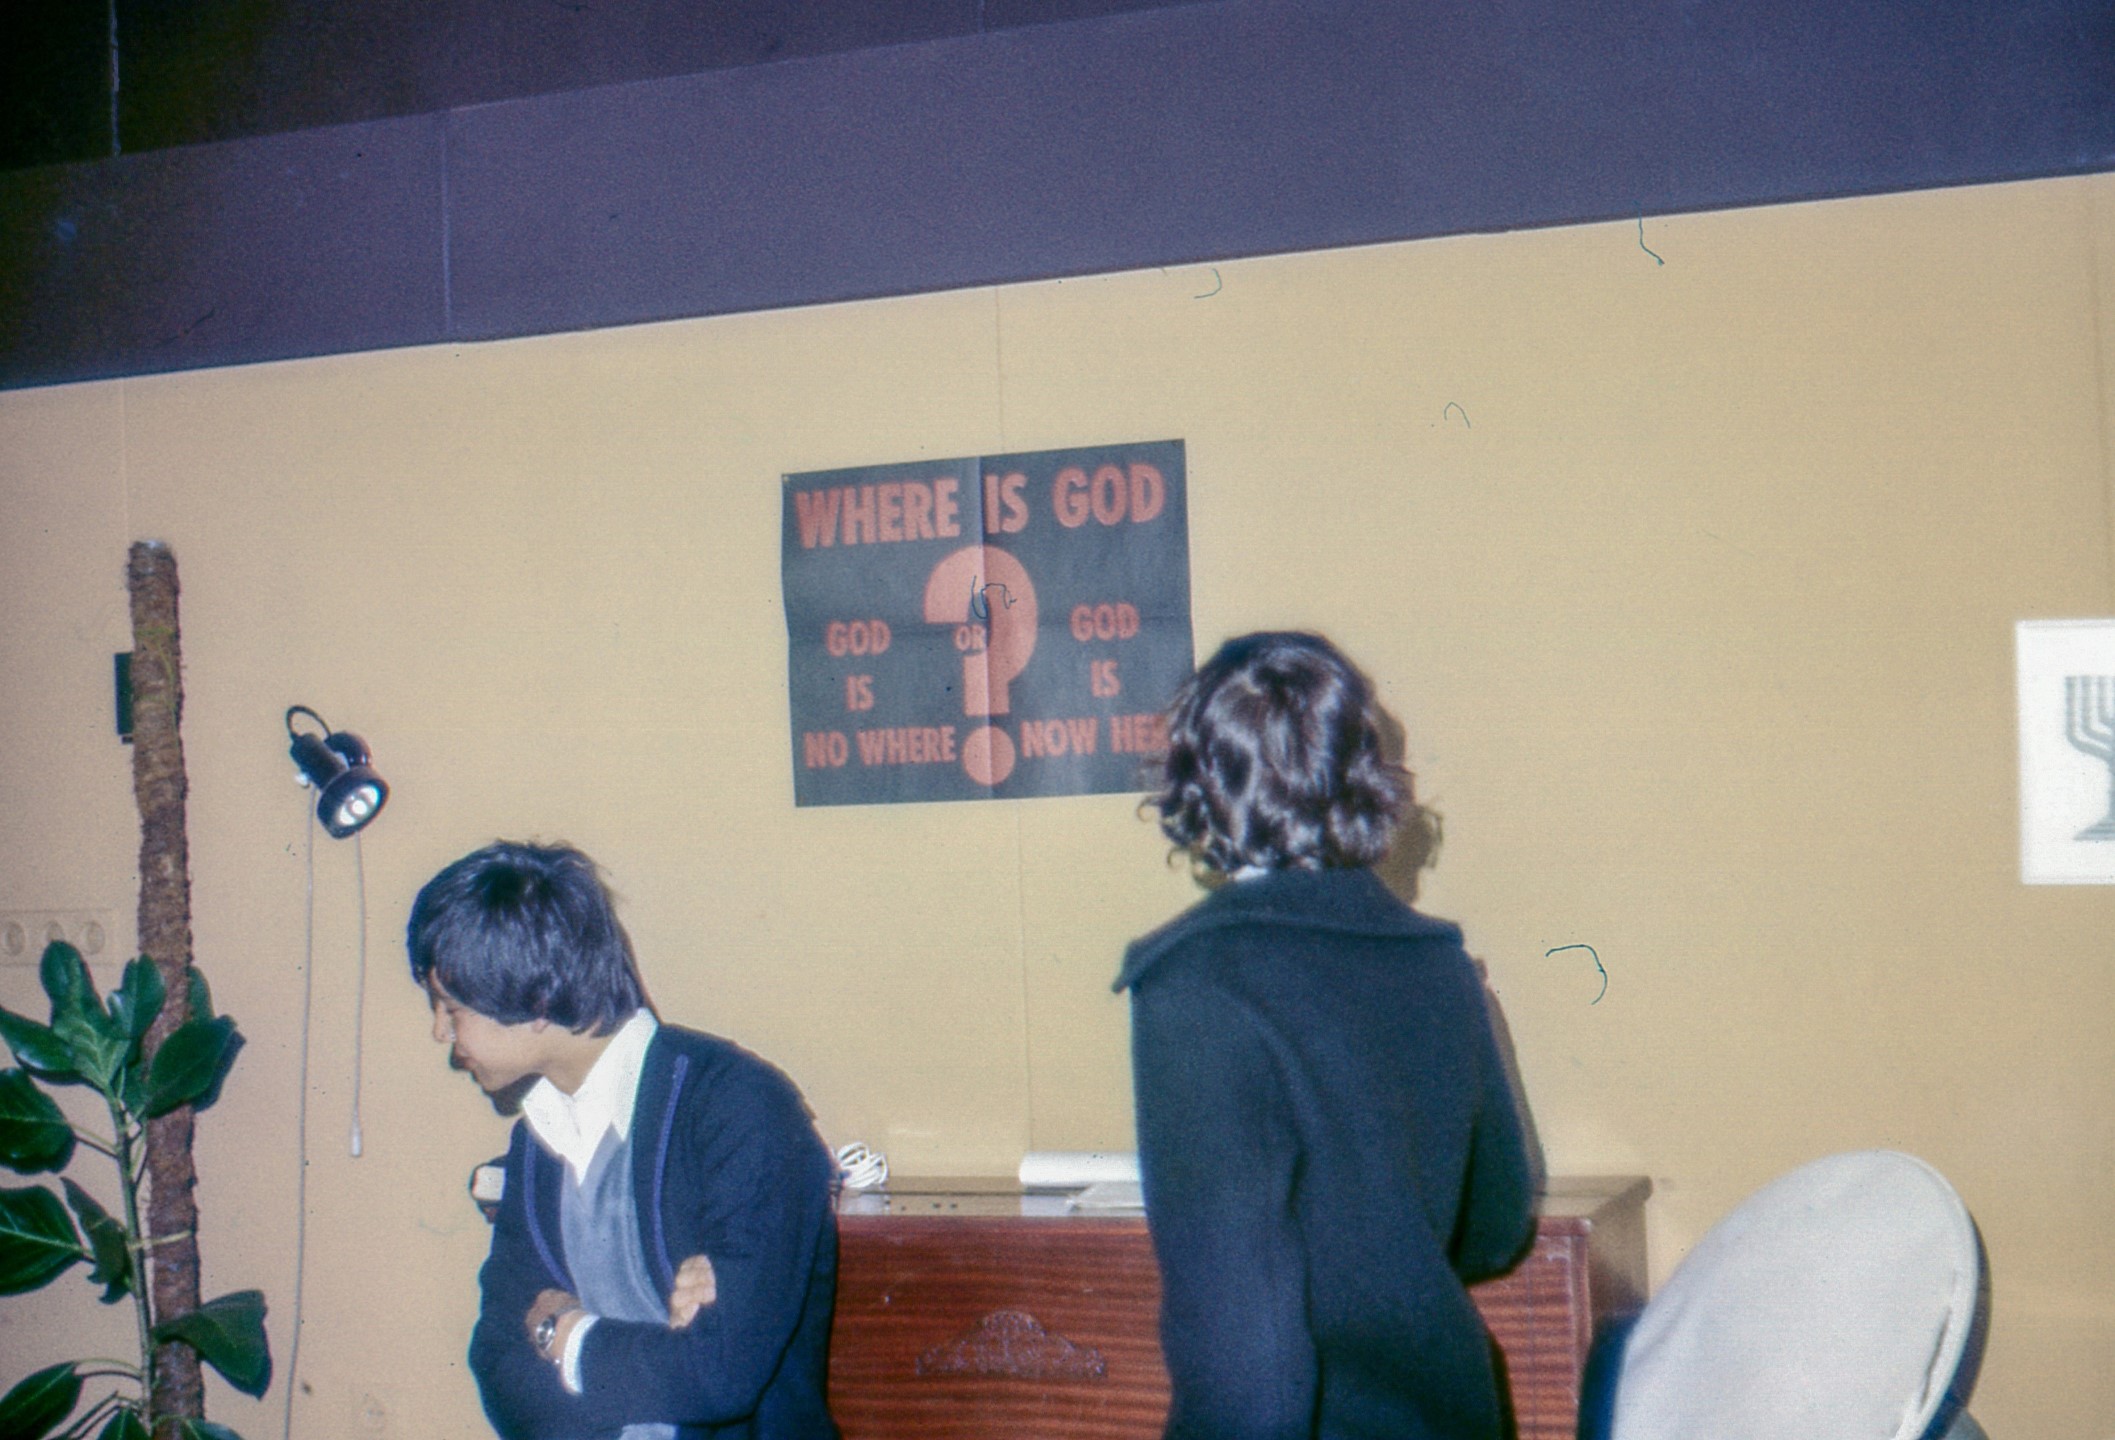 WHERE IS GOD
?
OR
GOD
IS
NO WHERE
GOD
IS
NOW HE